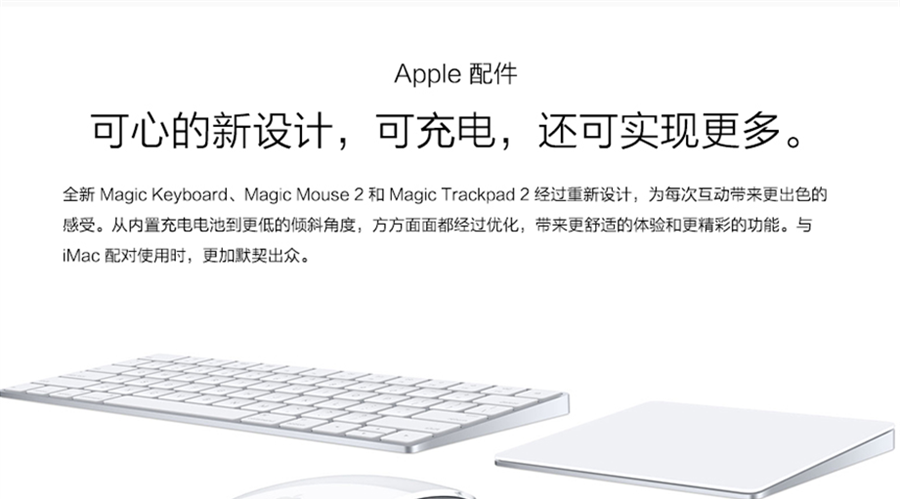 Apple 配件
可心的新设计，可充电，还可实现更多。
全新 Magic Keyboard、Magic Mouse 2 和 Magic Trackpad 2 经过重新设计，为每次互动带来更出色的
感受。从内置充电电池到更低的倾斜角度，方方面面都经过优化，带来更舒适的体验和更精彩的功能。与
iMac 配对使用时，更加默契出众。